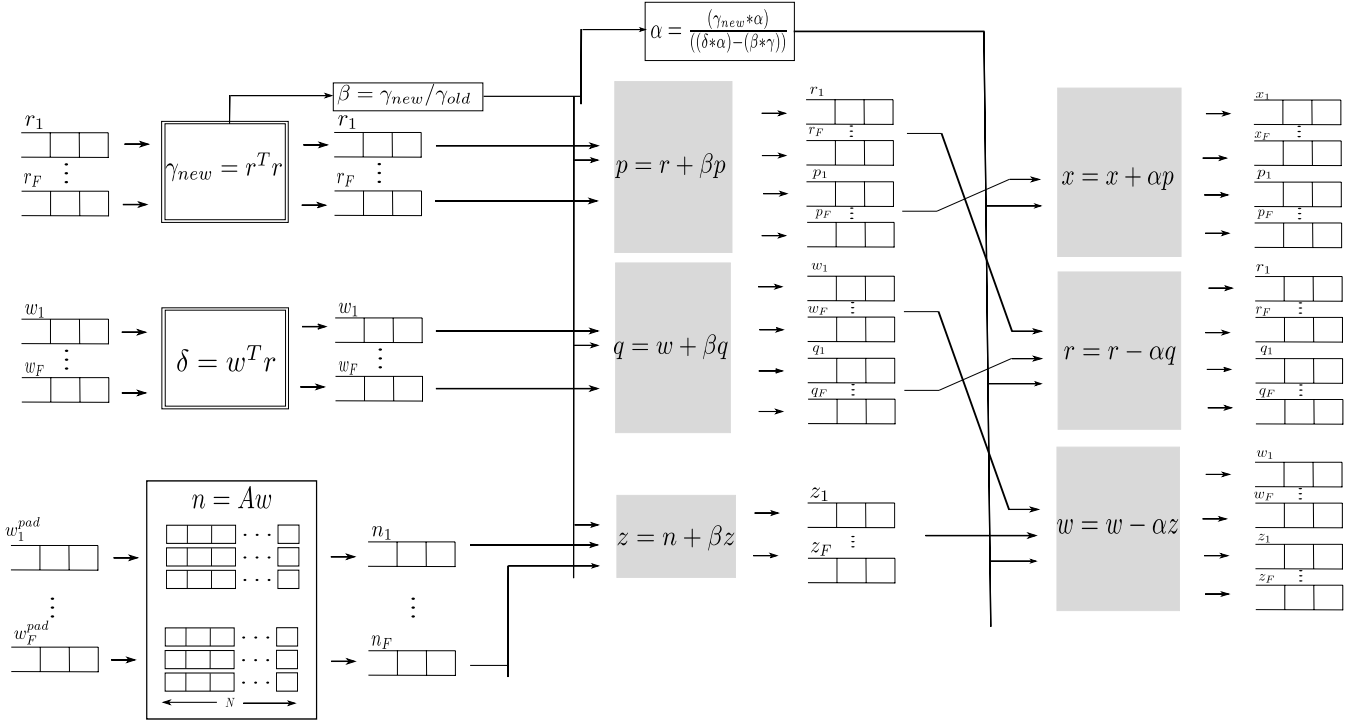 α = (γ_new*α) / ((δ*α)−(β*γ))
β = γ_new/γ_old
r_1
r_F
γ_new = r^T r
r_1
r_F
p = r + βp
r_1
r_F
p_1
p_F
x = x + αp
x_1
x_F
p_1
p_F
w_1
w_F
δ = w^T r
w_1
w_F
q = w + βq
w_1
w_F
q_1
q_F
r = r − αq
r_1
r_F
q_1
q_F
w_1^pad
w_F^pad
n = Aw
N
n_1
n_F
z = n + βz
z_1
z_F
w = w − αz
w_1
w_F
z_1
z_F